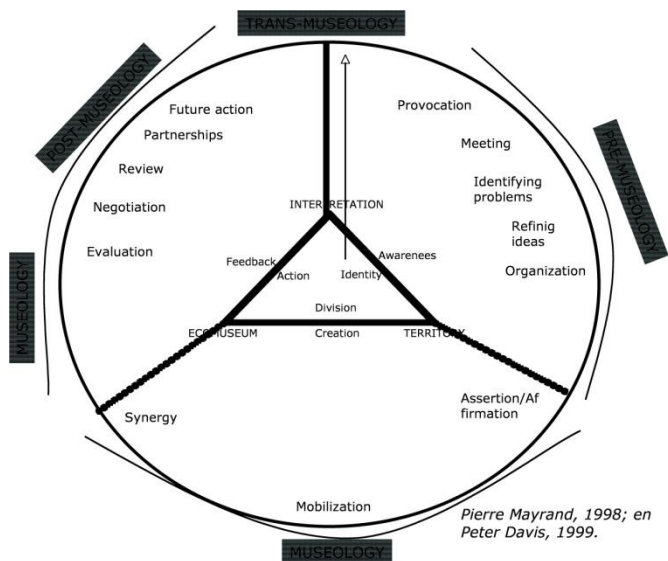 TRANS-MUSEOLOGY
POST-MUSEOLOGY
PRE-MUSEOLOGY
MUSEOLOGY
Future action
Partnerships
Review
Negotiation
Evaluation
Provocation
Meeting
Identifying
problems
Refinig
ideas
Organization
INTERPRETATION
Feedback
Action
Identity
Awarenees
Division
ECOMUSEUM
Creation
TERRITORY
Synergy
Assertion/Af
firmation
Mobilization
MUSEOLOGY
Pierre Mayrand, 1998; en
Peter Davis, 1999.